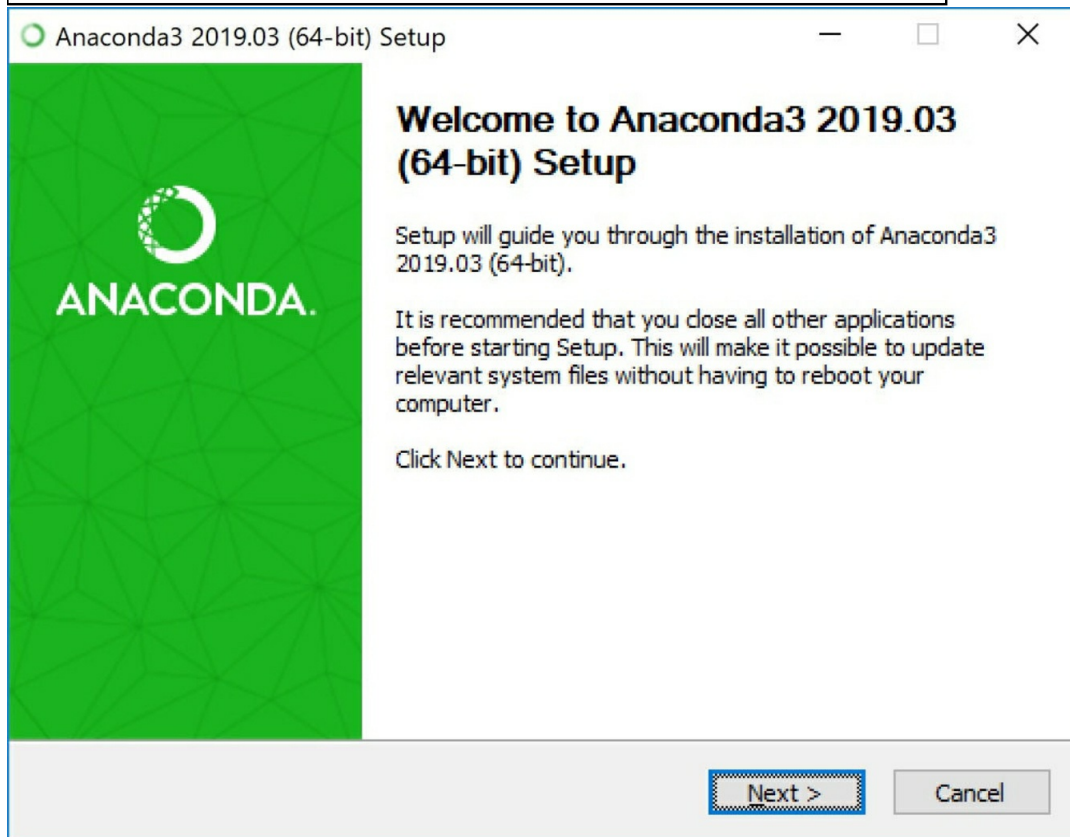 Anaconda3 2019.03 (64-bit) Setup
ANACONDA.
Welcome to Anaconda3 2019.03
(64-bit) Setup
Setup will guide you through the installation of Anaconda3
2019.03 (64-bit).
It is recommended that you close all other applications
before starting Setup. This will make it possible to update
relevant system files without having to reboot your
computer.
Click Next to continue.
Next >
Cancel